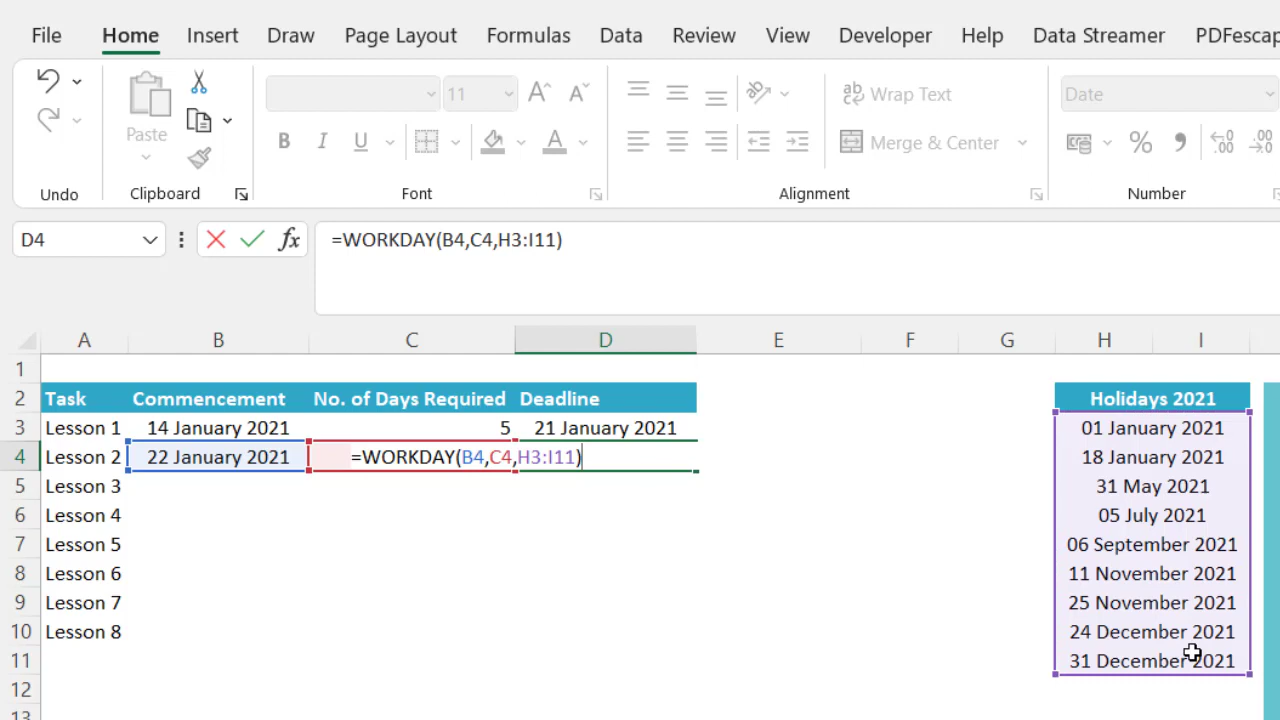 File Home Insert Draw Page Layout Formulas Data Review View Developer Help Data Streamer PDFescap
11 Wrap Text Date
Paste B I U A Merge & Center % 9 .00
Undo Clipboard Font Alignment Number
D4 fx =WORKDAY(B4,C4,H3:I11)
A B C D E F G H I
1
2 Task Commencement No. of Days Required Deadline Holidays 2021
3 Lesson 1 14 January 2021 5 21 January 2021 01 January 2021
4 Lesson 2 22 January 2021 =WORKDAY(B4,C4,H3:I11) 18 January 2021
5 Lesson 3 31 May 2021
6 Lesson 4 05 July 2021
7 Lesson 5 06 September 2021
8 Lesson 6 11 November 2021
9 Lesson 7 25 November 2021
10 Lesson 8 24 December 2021
11 31 December 2021
12
13